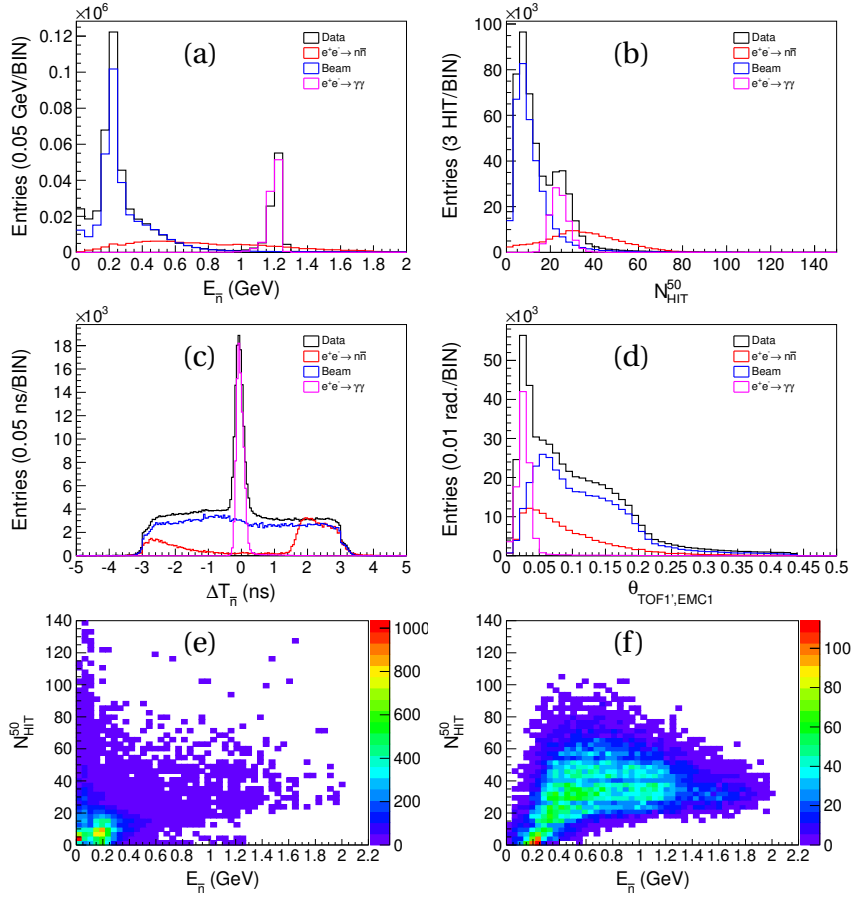 ×10⁶
(a)
Data
e⁺e⁻→ nn̅
Beam
e⁺e⁻→ γγ
Entries (0.05 GeV/BIN)
0.12
0.1
0.08
0.06
0.04
0.02
0
0 0.2 0.4 0.6 0.8 1 1.2 1.4 1.6 1.8 2
E_n̅ (GeV)
×10³
(b)
Data
e⁺e⁻→ nn̅
Beam
e⁺e⁻→ γγ
Entries (3 HIT/BIN)
100
80
60
40
20
0
0 20 40 60 80 100 120 140
N⁵⁰_HIT
×10³
(c)
Data
e⁺e⁻→ nn̅
Beam
e⁺e⁻→ γγ
Entries (0.05 ns/BIN)
18
16
14
12
10
8
6
4
2
0
-5 -4 -3 -2 -1 0 1 2 3 4 5
ΔT_n̅ (ns)
×10³
(d)
Data
e⁺e⁻→ nn̅
Beam
e⁺e⁻→ γγ
Entries (0.01 rad./BIN)
50
40
30
20
10
0
0 0.05 0.1 0.15 0.2 0.25 0.3 0.35 0.4 0.45 0.5
θ_TOF1',EMC1
(e)
N⁵⁰_HIT
140
120
100
80
60
40
20
0
0 0.2 0.4 0.6 0.8 1 1.2 1.4 1.6 1.8 2 2.2
E_n̅ (GeV)
1000
800
600
400
200
0
(f)
N⁵⁰_HIT
140
120
100
80
60
40
20
0
0 0.2 0.4 0.6 0.8 1 1.2 1.4 1.6 1.8 2 2.2
E_n̅ (GeV)
100
80
60
40
20
0